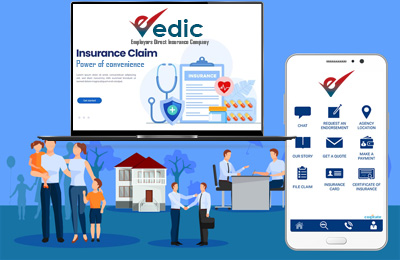 Vedic
Employers Direct Insurance Company
Insurance Claim
Power of convenience
INSURANCE
CHAT
REQUEST AN
ENDORSEMENT
AGENCY
LOCATION
OUR STORY
GET A QUOTE
MAKE A
PAYMENT
FILE CLAIM
INSURANCE
CARD
CERTIFICATE OF
INSURANCE